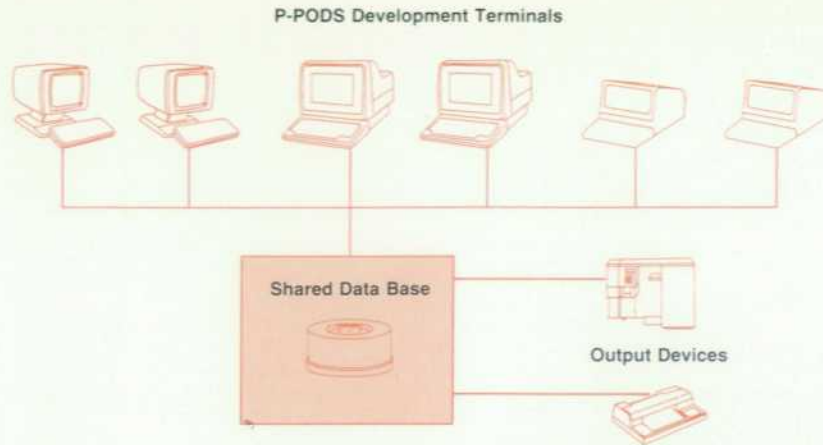 P-PODS Development Terminals
Shared Data Base
Output Devices